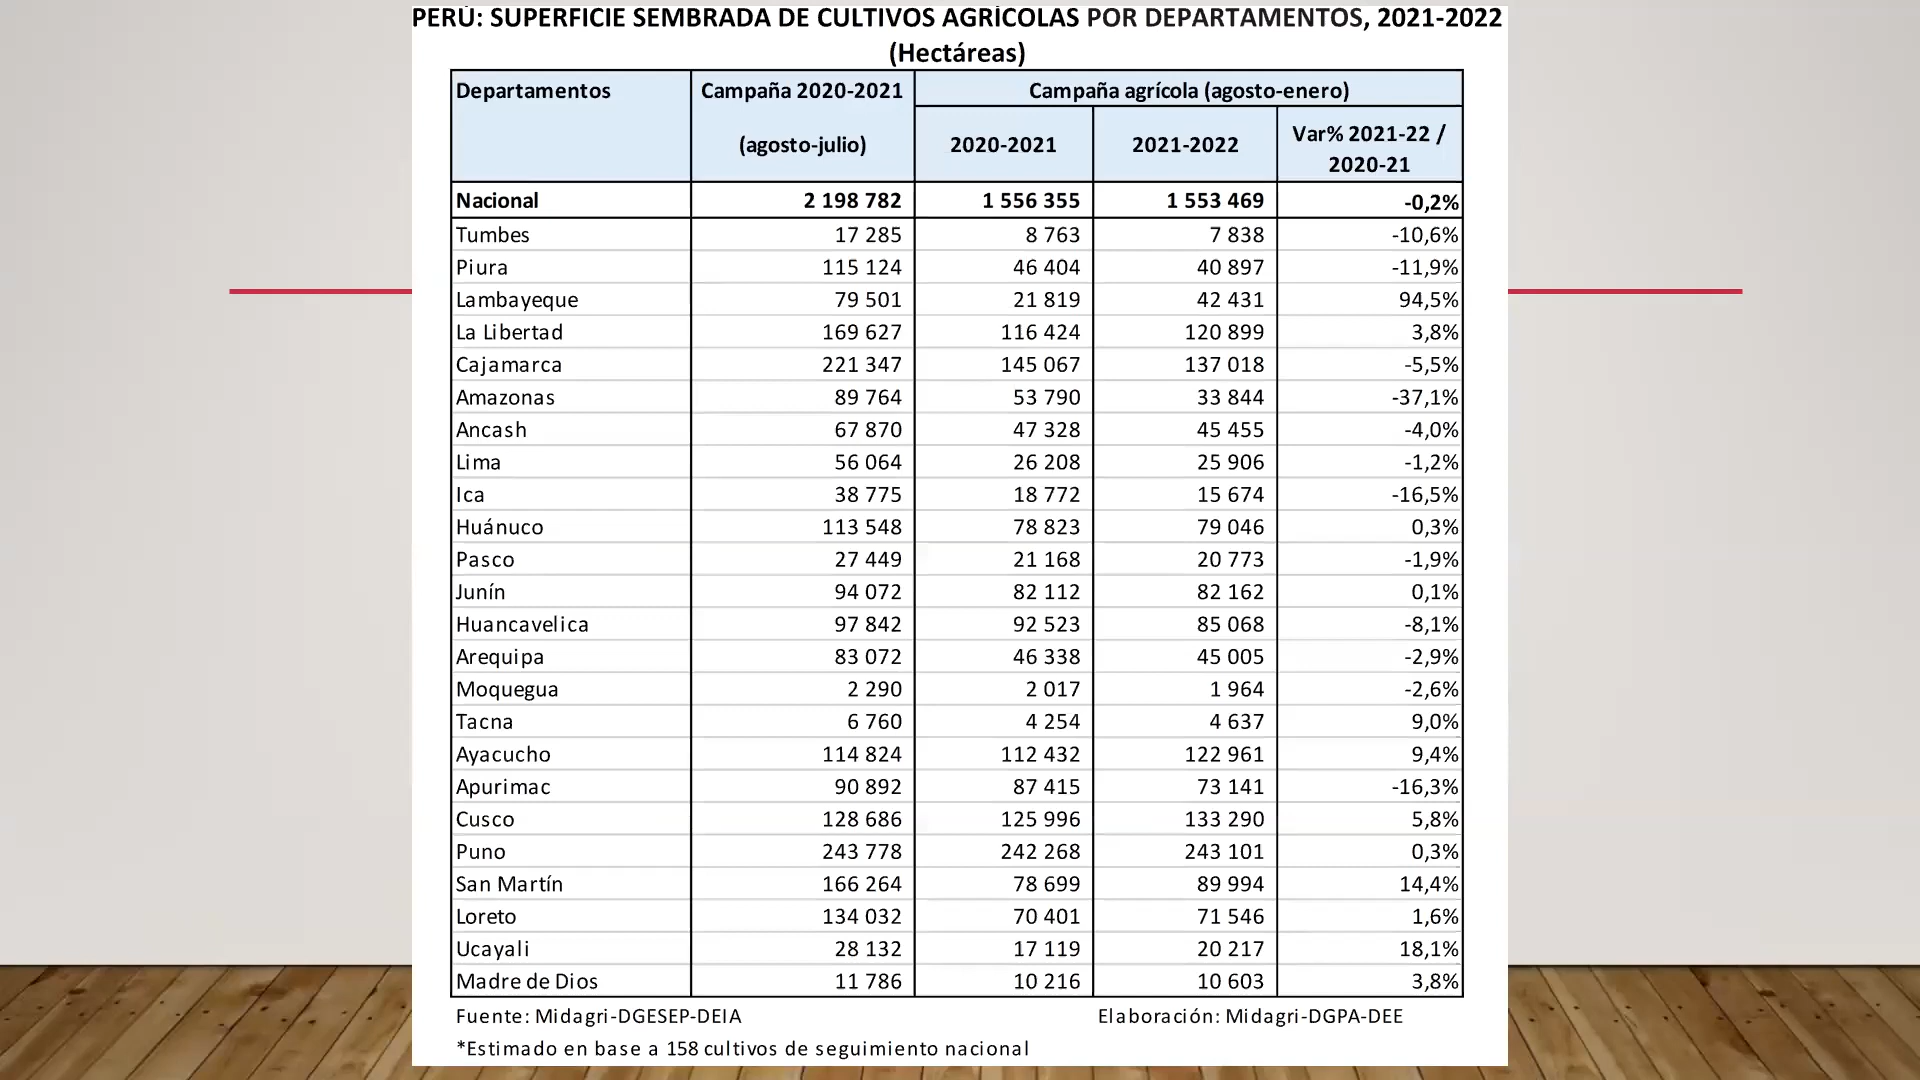 PERÚ: SUPERFICIE SEMBRADA DE CULTIVOS AGRÍCOLAS POR DEPARTAMENTOS, 2021-2022
(Hectáreas)
Departamentos Campaña 2020-2021 Campaña agrícola (agosto-enero)
(agosto-julio) 2020-2021 2021-2022 Var% 2021-22 /
2020-21
Nacional 2 198 782 1 556 355 1 553 469 -0,2%
Tumbes 17 285 8 763 7 838 -10,6%
Piura 115 124 46 404 40 897 -11,9%
Lambayeque 79 501 21 819 42 431 94,5%
La Libertad 169 627 116 424 120 899 3,8%
Cajamarca 221 347 145 067 137 018 -5,5%
Amazonas 89 764 53 790 33 844 -37,1%
Ancash 67 870 47 328 45 455 -4,0%
Lima 56 064 26 208 25 906 -1,2%
Ica 38 775 18 772 15 674 -16,5%
Huánuco 113 548 78 823 79 046 0,3%
Pasco 27 449 21 168 20 773 -1,9%
Junín 94 072 82 112 82 162 0,1%
Huancavelica 97 842 92 523 85 068 -8,1%
Arequipa 83 072 46 338 45 005 -2,9%
Moquegua 2 290 2 017 1 964 -2,6%
Tacna 6 760 4 254 4 637 9,0%
Ayacucho 114 824 112 432 122 961 9,4%
Apurimac 90 892 87 415 73 141 -16,3%
Cusco 128 686 125 996 133 290 5,8%
Puno 243 778 242 268 243 101 0,3%
San Martín 166 264 78 699 89 994 14,4%
Loreto 134 032 70 401 71 546 1,6%
Ucayali 28 132 17 119 20 217 18,1%
Madre de Dios 11 786 10 216 10 603 3,8%
Fuente: Midagri-DGESEP-DEIA Elaboración: Midagri-DGPA-DEE
*Estimado en base a 158 cultivos de seguimiento nacional